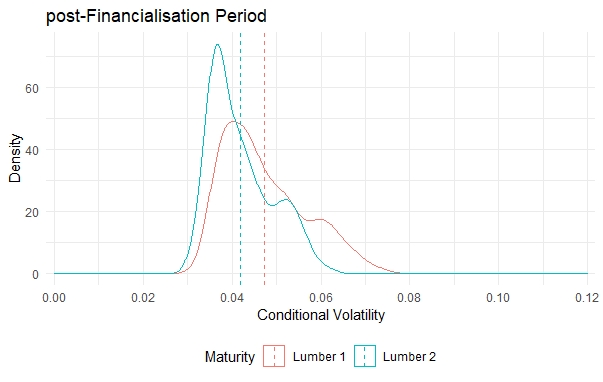 post-Financialisation Period
Density
60
40
20
0
0.00 0.02 0.04 0.06 0.08 0.10 0.12
Conditional Volatility
Maturity Lumber 1 Lumber 2